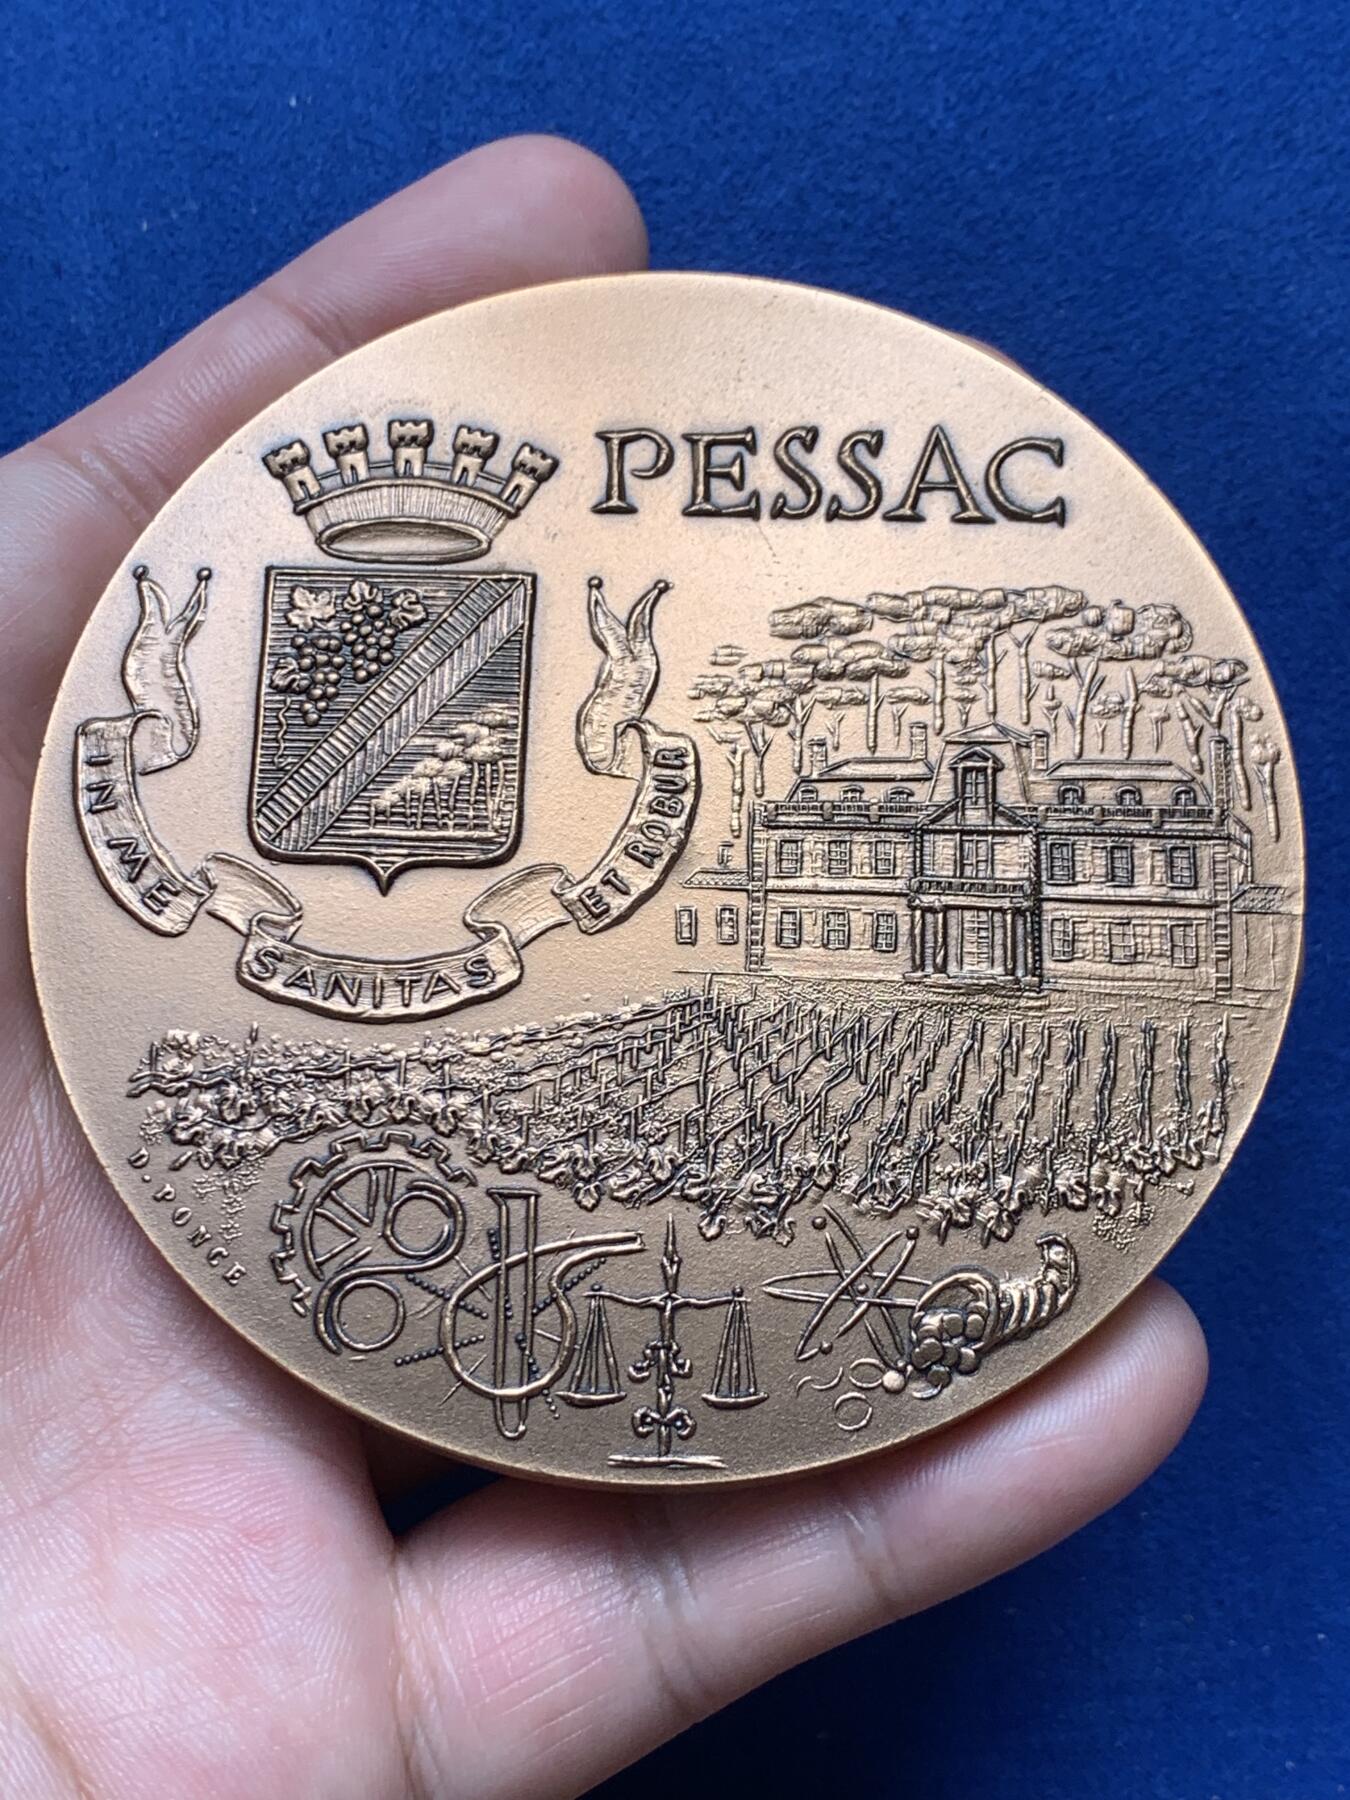 PESSAC
IN ME
SANITAS
ET ROBUR
D. PONCE